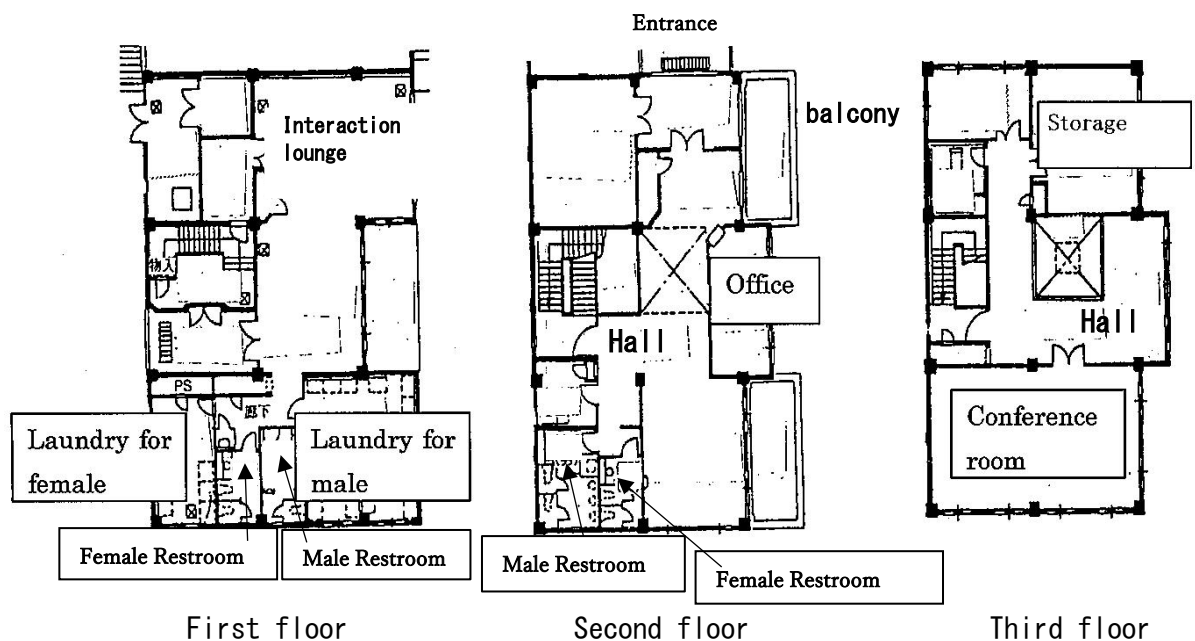 Entrance
Interaction
lounge
balcony
Storage
物入
Office
Hall
Hall
PS
廊下
Laundry for
female
Laundry for
male
Conference
room
Female Restroom
Male Restroom
Male Restroom
Female Restroom
First floor
Second floor
Third floor